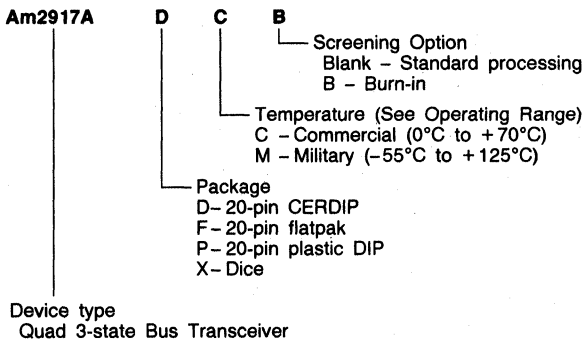 Am2917A D C B
Screening Option
Blank – Standard processing
B – Burn-in
Temperature (See Operating Range)
C – Commercial (0°C to +70°C)
M – Military (–55°C to +125°C)
Package
D– 20-pin CERDIP
F – 20-pin flatpak
P – 20-pin plastic DIP
X – Dice
Device type
Quad 3-state Bus Transceiver